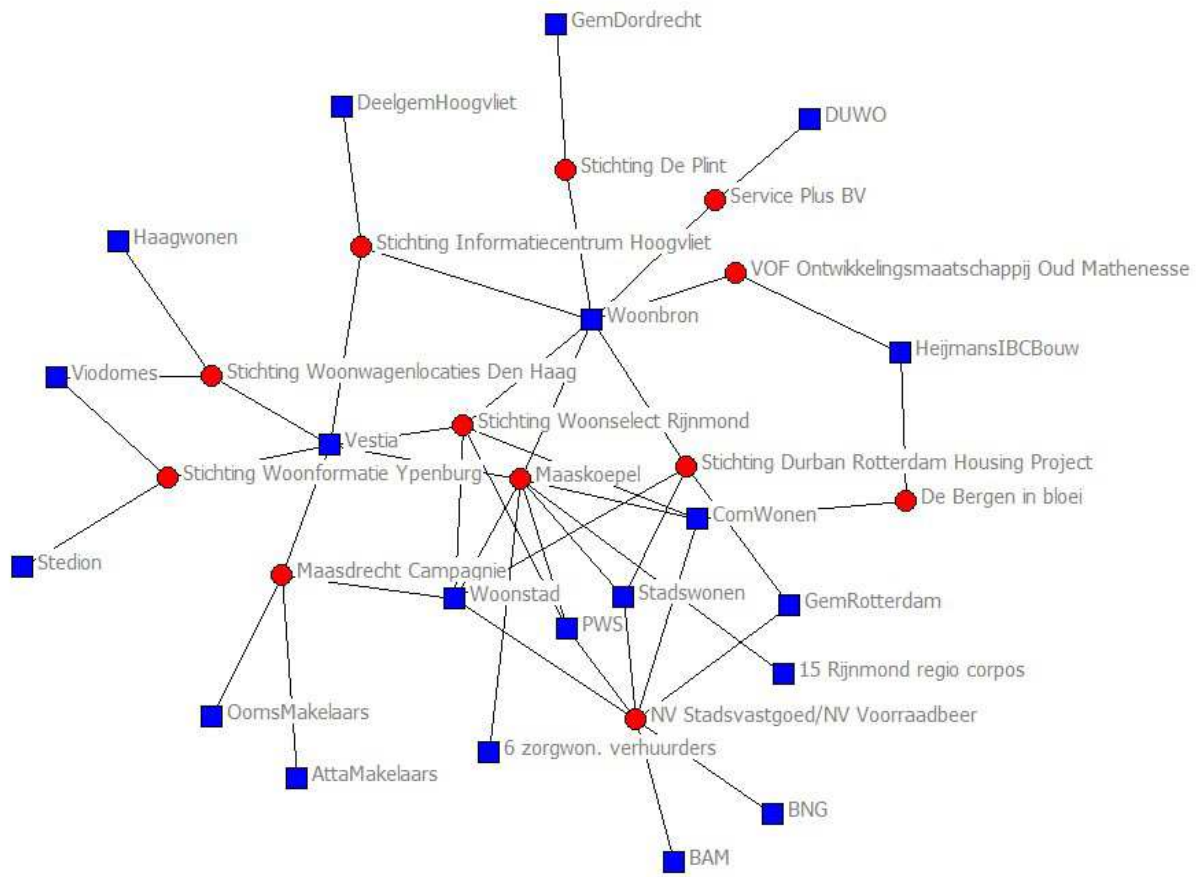 GemDordrecht
DeelgemHoogvliet
DUWO
Stichting De Plint
Service Plus BV
Haagwonen
Stichting Informatiecentrum Hoogvliet
VOF Ontwikkelingsmaatschappij Oud Mathenesse
Woonbron
HeijmansIBCBouw
Viodomes
Stichting Woonwagenlocaties Den Haag
Stichting Woonselect Rijnmond
Vestia
Stichting Woonformatie Ypenburg
Maaskoepel
Stichting Durban Rotterdam Housing Project
De Bergen in bloei
ComWonen
Stedion
Maasdrecht Campagnie
Woonstad
Stadswonen
GemRotterdam
PWS
15 Rijnmond regio corpos
OomsMakelaars
NV Stadsvastgoed/NV Voorraadbeer
6 zorgwon. verhuurders
AttaMakelaars
BNG
BAM